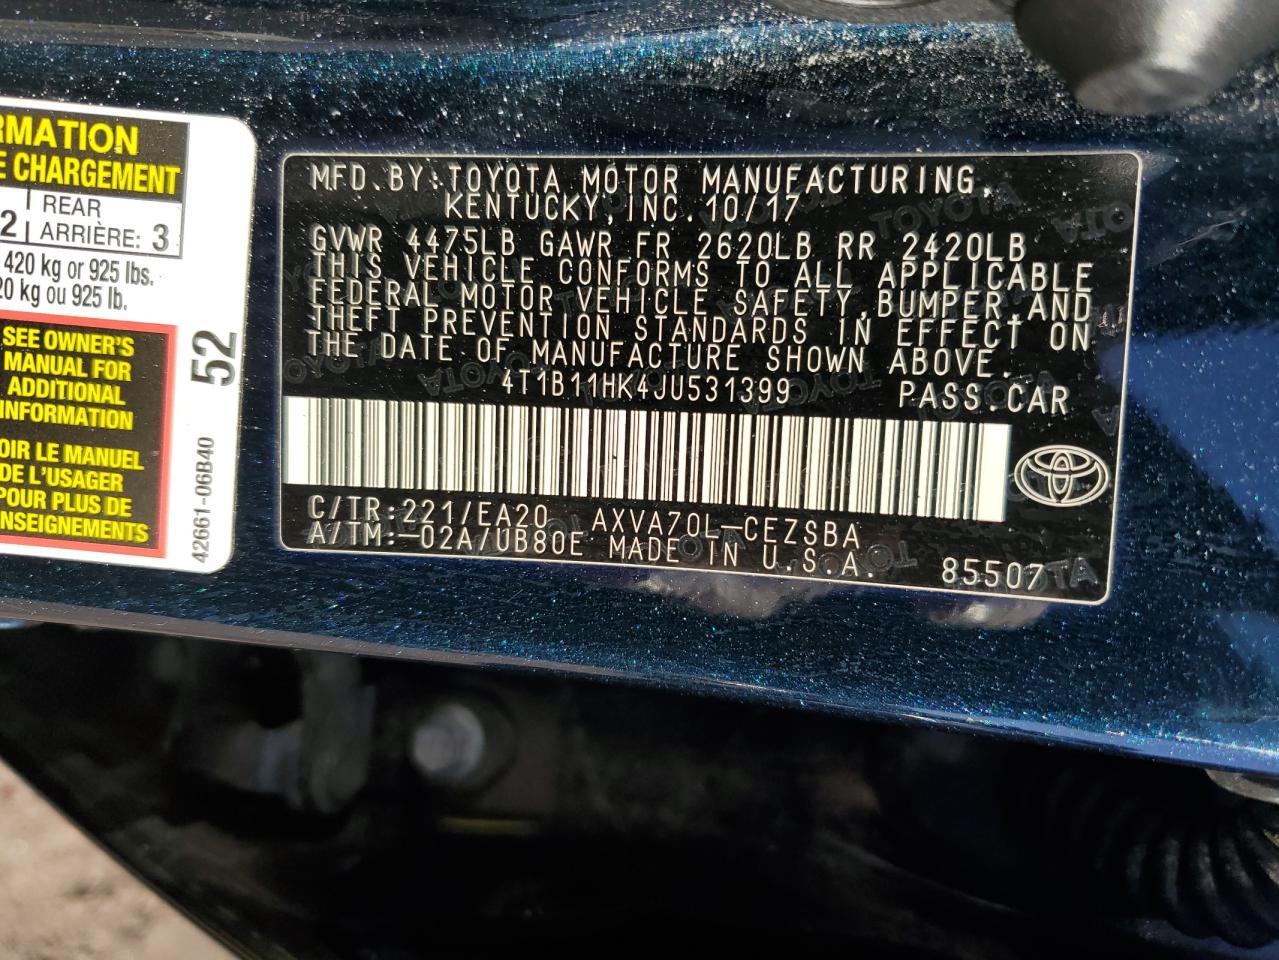 RMATION
E CHARGEMENT
2 REAR
ARRIÈRE: 3
420 kg or 925 lbs.
20 kg ou 925 lb.
SEE OWNER'S
MANUAL FOR
ADDITIONAL
INFORMATION
OIR LE MANUEL
DE L'USAGER
POUR PLUS DE
ENSEIGNEMENTS
52
42661-06B40
MFD.BY:TOYOTA MOTOR MANUFACTURING,
KENTUCKY,INC.10/17
GVWR 4475LB GAWR FR 2620LB RR 2420LB
THIS VEHICLE CONFORMS TO ALL APPLICABLE
FEDERAL MOTOR VEHICLE SAFETY,BUMPER,AND
THEFT PREVENTION STANDARDS IN EFFECT ON
THE DATE OF MANUFACTURE SHOWN ABOVE.
4T1B11HK4JU531399 PASS.CAR
C/TR:221/EA20 AXVA70L-CEZSBA
A/TM:-02A/UB80E MADE IN U.S.A. 85507